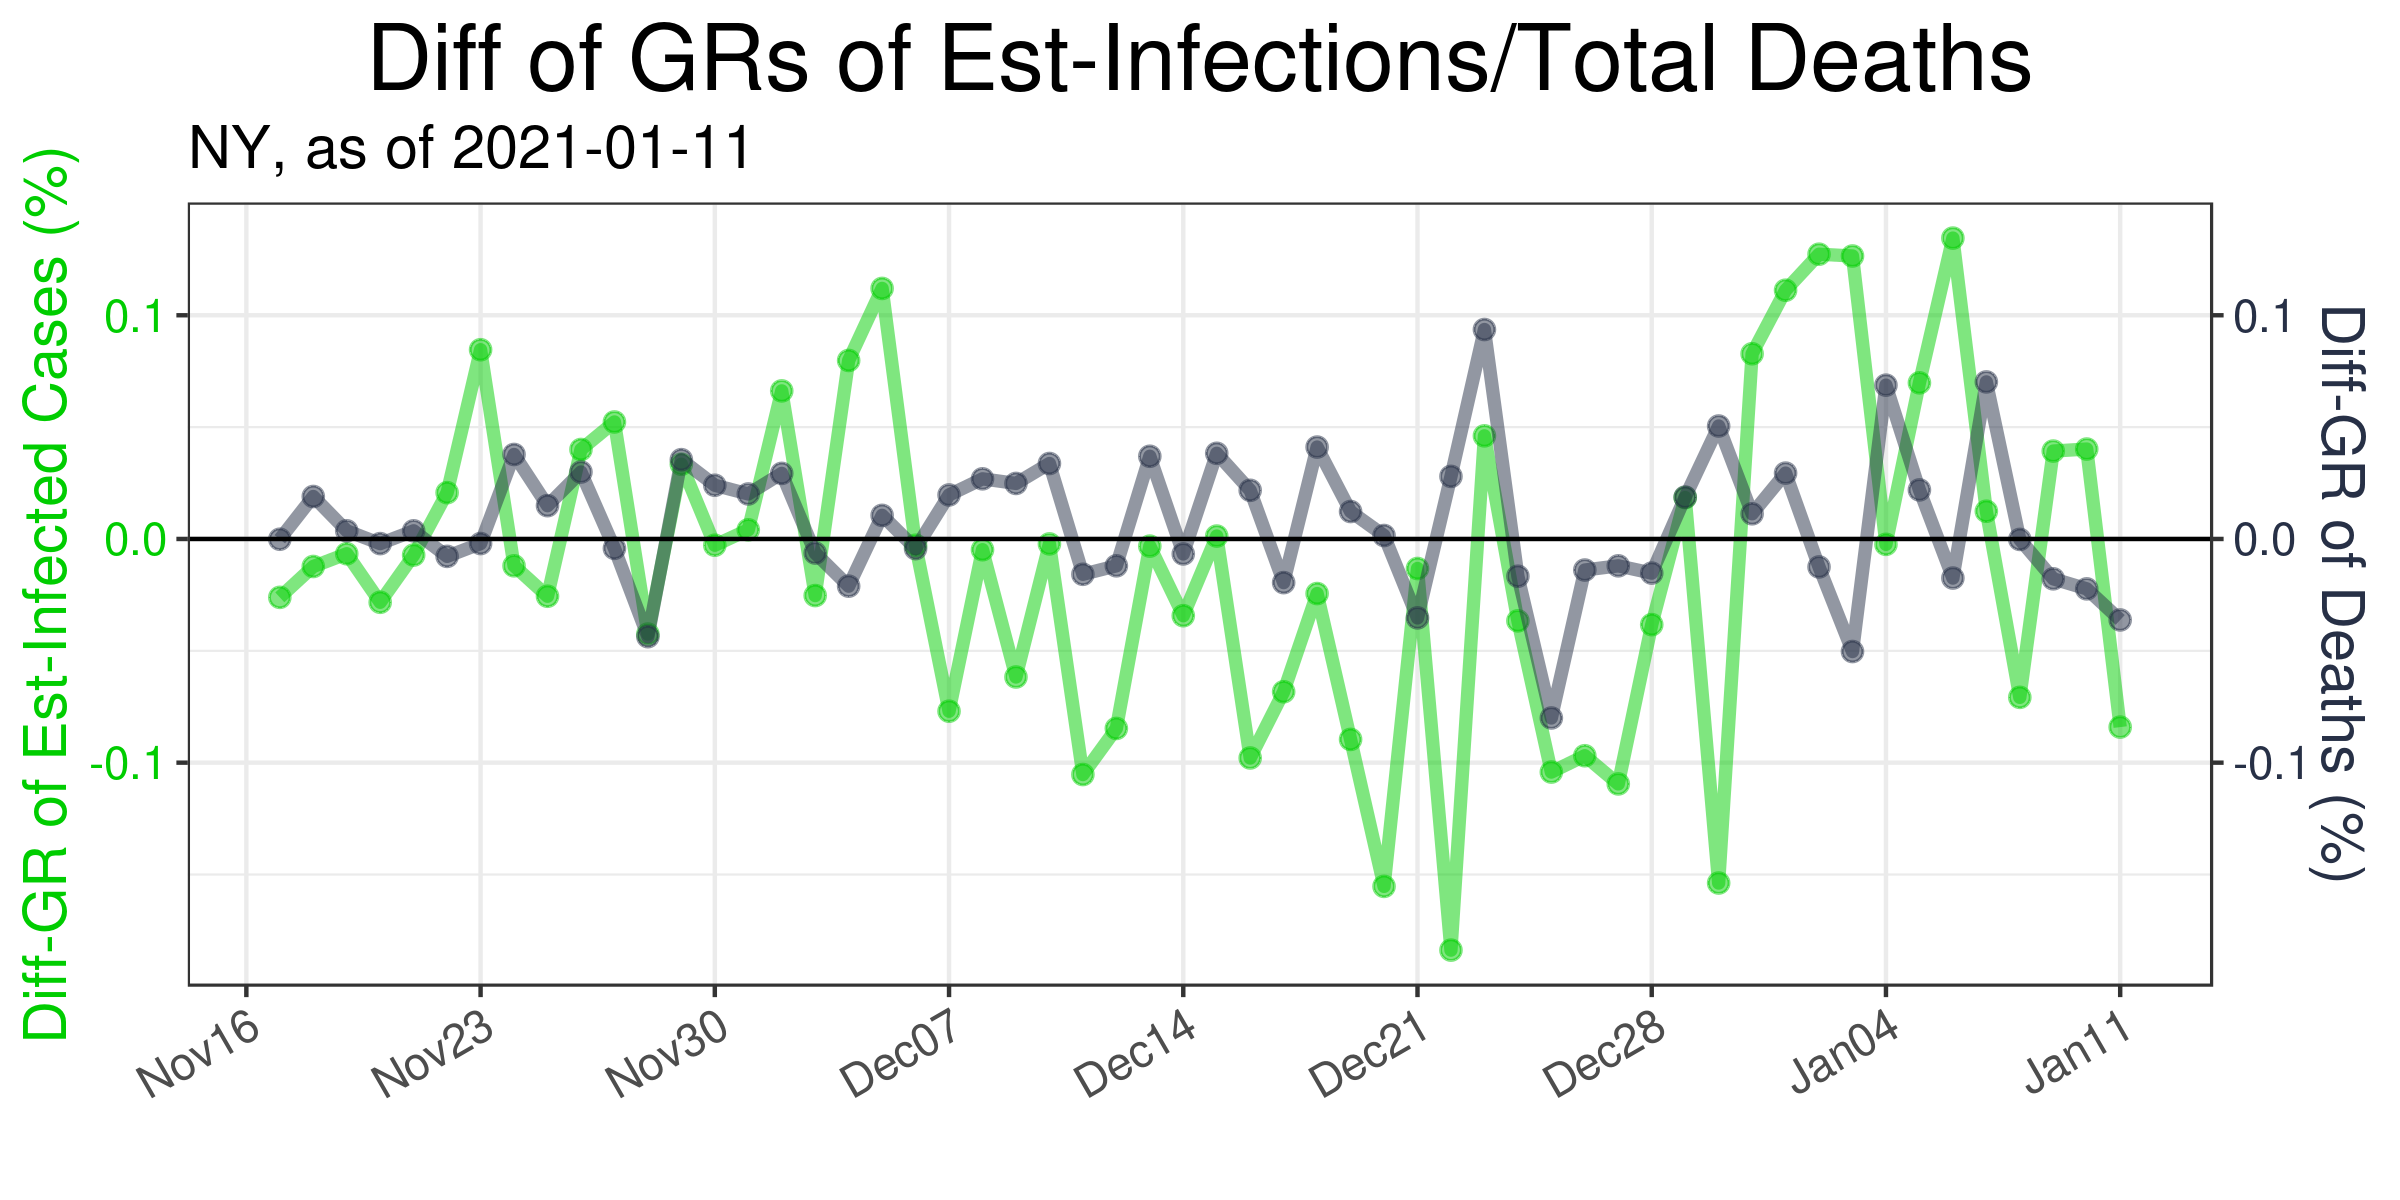 Diff of GRs of Est-Infections/Total Deaths
NY, as of 2021-01-11
Diff-GR of Est-Infected Cases (%)
0.1
0.0
-0.1
0.1
0.0
-0.1
Diff-GR of Deaths (%)
Nov16
Nov23
Nov30
Dec07
Dec14
Dec21
Dec28
Jan04
Jan11